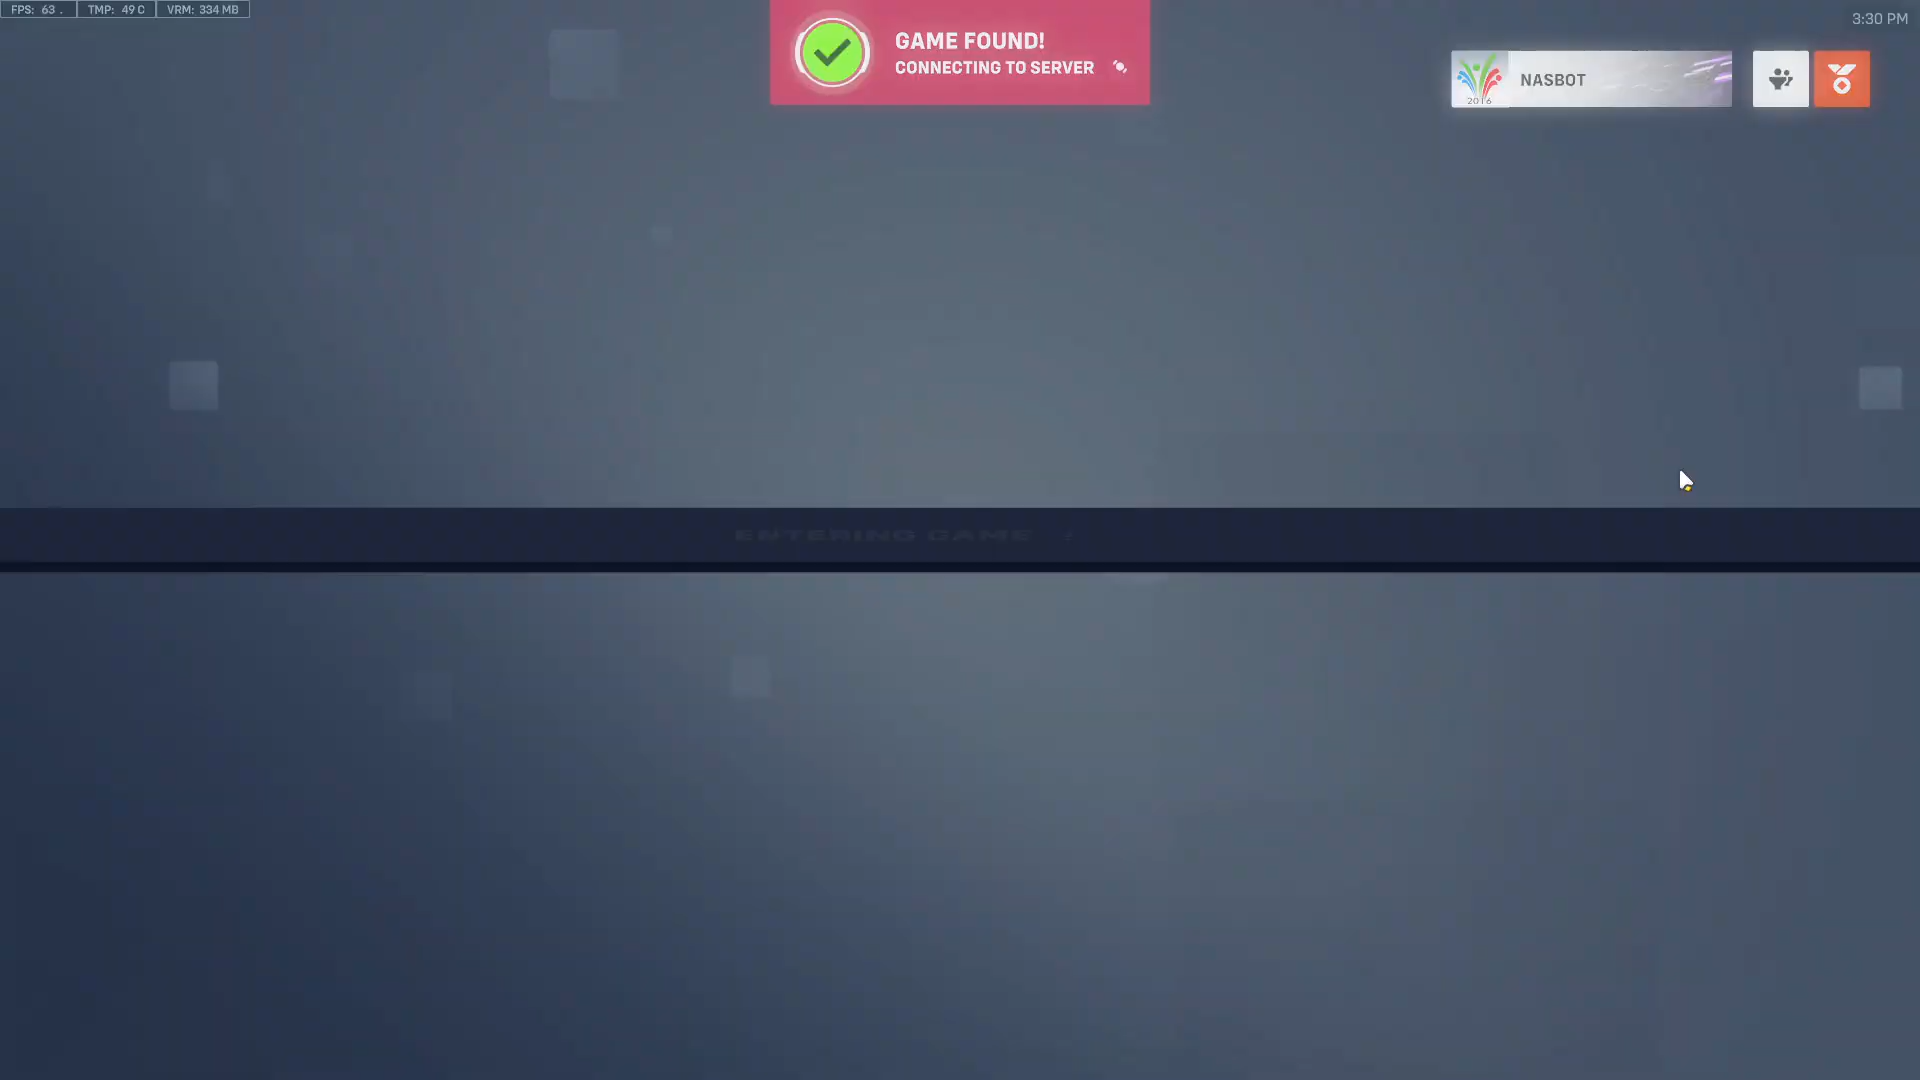 FPS: 63 . TMP: 49 C VRM: 334 MB
GAME FOUND!
CONNECTING TO SERVER
3:30 PM
2016
NASBOT
ENTERING GAME